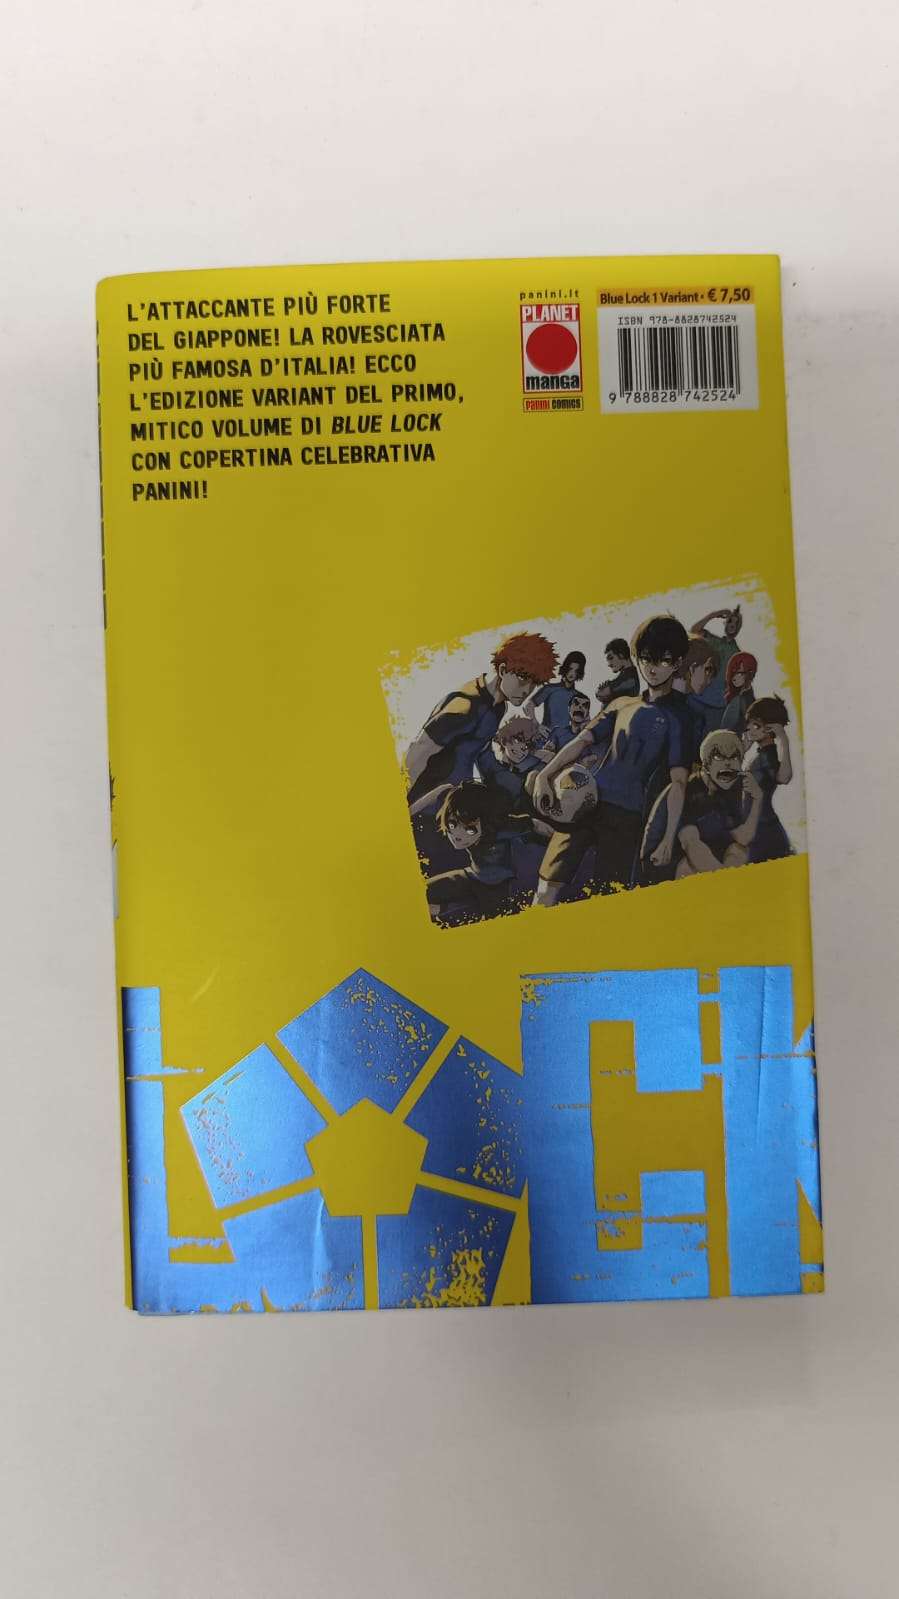 L'ATTACCANTE PIÙ FORTE
DEL GIAPPONE! LA ROVESCIATA
PIÙ FAMOSA D'ITALIA! ECCO
L'EDIZIONE VARIANT DEL PRIMO,
MITICO VOLUME DI BLUE LOCK
CON COPERTINA CELEBRATIVA
PANINI!
panini.it
PLANET
manga
PANINI COMICS
Blue Lock 1 Variant • € 7,50
ISBN 978-8828742524
9 788828 742524
LOCK